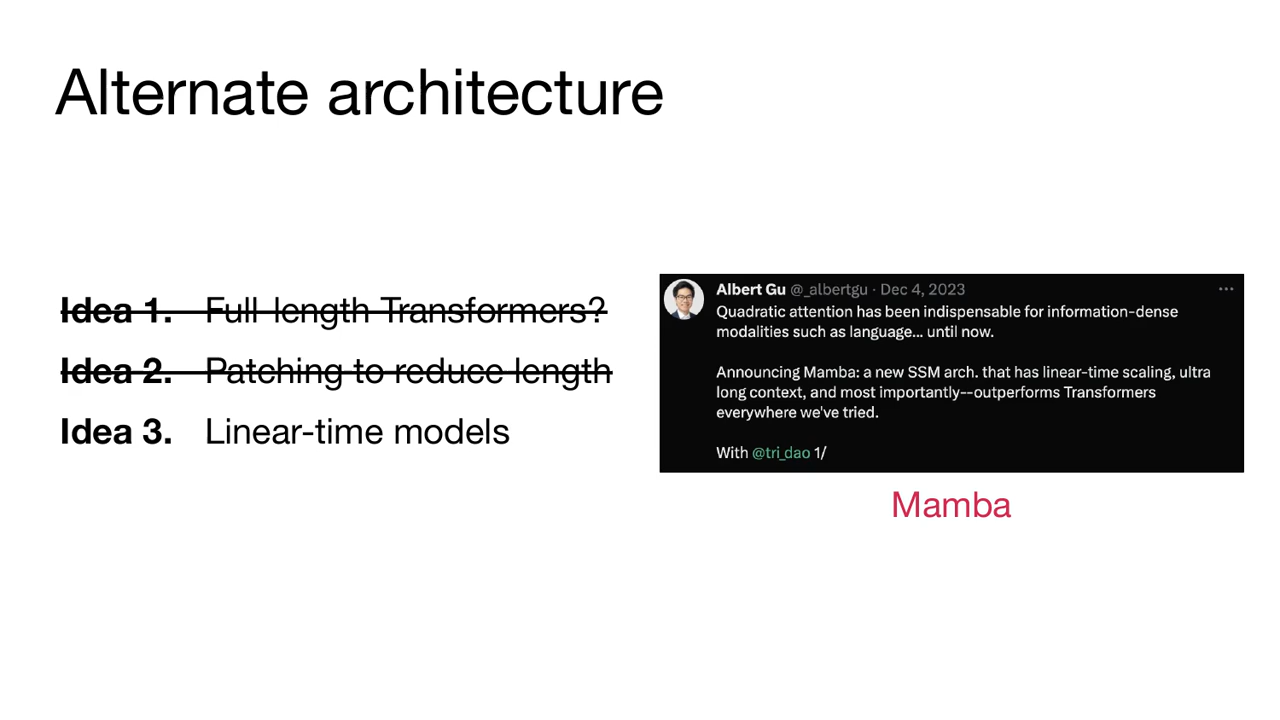 Alternate architecture
Idea 1. Full-length Transformers?
Idea 2. Patching to reduce length
Idea 3. Linear-time models
Albert Gu @_albertgu · Dec 4, 2023 ···
Quadratic attention has been indispensable for information-dense
modalities such as language... until now.
Announcing Mamba: a new SSM arch. that has linear-time scaling, ultra
long context, and most importantly--outperforms Transformers
everywhere we've tried.
With @tri_dao 1/
Mamba